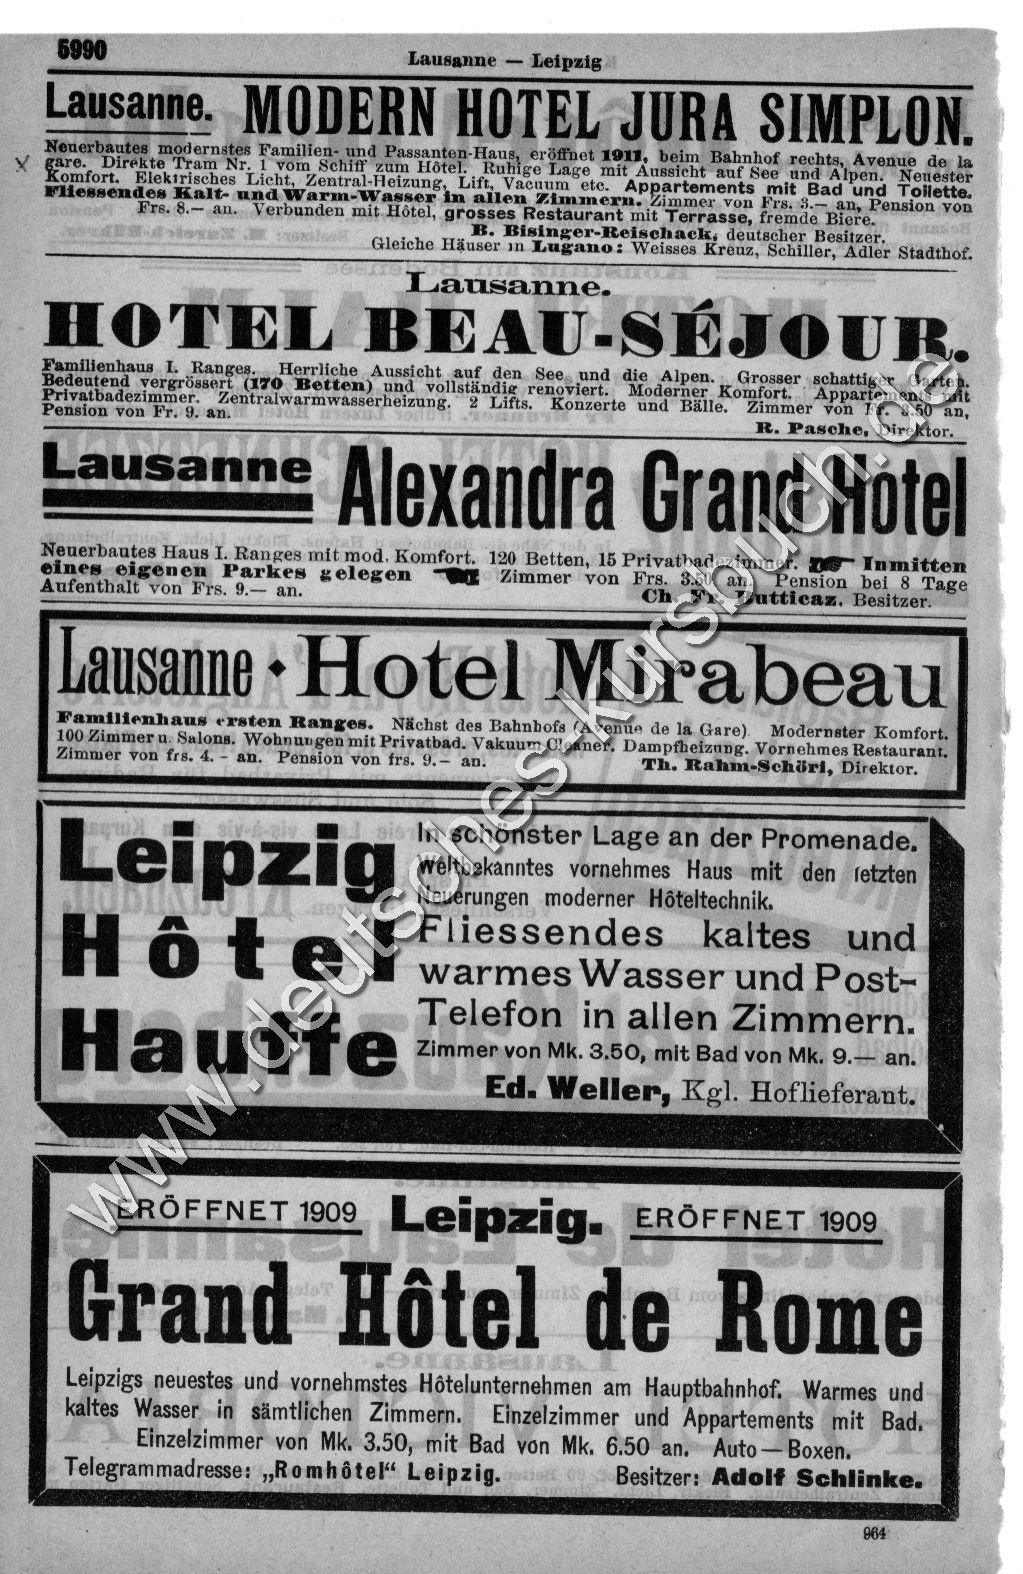 5990
Lausanne — Leipzig
Lausanne. MODERN HOTEL JURA SIMPLON.
Neuerbautes modernstes Familien- und Passanten-Haus, eröffnet 1911, beim Bahnhof rechts, Avenue de la
gare. Direkte Tram Nr. 1 vom Schiff zum Hôtel. Ruhige Lage mit Aussicht auf See und Alpen. Neuester
Komfort. Elektrisches Licht, Zentral-Heizung, Lift, Vacuum etc. Appartements mit Bad und Toilette.
Fliessendes Kalt- und Warm-Wasser in allen Zimmern. Zimmer von Frs. 3.— an, Pension von
Frs. 8.— an. Verbunden mit Hôtel, grosses Restaurant mit Terrasse, fremde Biere.
B. Bisinger-Reischack, deutscher Besitzer.
Gleiche Häuser in Lugano: Weisses Kreuz, Schiller, Adler Stadthof.
Lausanne.
HOTEL BEAU-SÉJOUR.
Familienhaus I. Ranges. Herrliche Aussicht auf den See und die Alpen. Grosser schattiger Garten.
Bedeutend vergrössert (170 Betten) und vollständig renoviert. Moderner Komfort. Appartements mit
Privatbadezimmer. Zentralwarmwasserheizung. 2 Lifts. Konzerte und Bälle. Zimmer von Fr. 3.50 an,
Pension von Fr. 9. an.
R. Pasche, Direktor.
Lausanne Alexandra Grand Hôtel
Neuerbautes Haus I. Ranges mit mod. Komfort. 120 Betten, 15 Privatbadezimmer. Inmitten
eines eigenen Parkes gelegen Zimmer von Frs. 3.50 an. Pension bei 8 Tage
Aufenthalt von Frs. 9.— an. Ch. Fr. Butticaz, Besitzer.
Lausanne • Hotel Mirabeau
Familienhaus ersten Ranges. Nächst des Bahnhofs (Avenue de la Gare). Modernster Komfort.
100 Zimmer u. Salons. Wohnungen mit Privatbad. Vakuum Cleaner. Dampfheizung. Vornehmes Restaurant.
Zimmer von frs. 4.- an. Pension von frs. 9.- an. Th. Rahm-Schöri, Direktor.
Leipzig
Hôtel
Hauffe
In schönster Lage an der Promenade.
Weltbekanntes vornehmes Haus mit den letzten
Neuerungen moderner Hôteltechnik.
Fliessendes kaltes und
warmes Wasser und Post-
Telefon in allen Zimmern.
Zimmer von Mk. 3.50, mit Bad von Mk. 9.— an.
Ed. Weller, Kgl. Hoflieferant.
ERÖFFNET 1909 Leipzig. ERÖFFNET 1909
Grand Hôtel de Rome
Leipzigs neuestes und vornehmstes Hôtelunternehmen am Hauptbahnhof. Warmes und
kaltes Wasser in sämtlichen Zimmern. Einzelzimmer und Appartements mit Bad.
Einzelzimmer von Mk. 3.50, mit Bad von Mk. 6.50 an. Auto — Boxen.
Telegrammadresse: „Romhôtel“ Leipzig. Besitzer: Adolf Schlinke.
964
www.deutsches-kursbuch.de